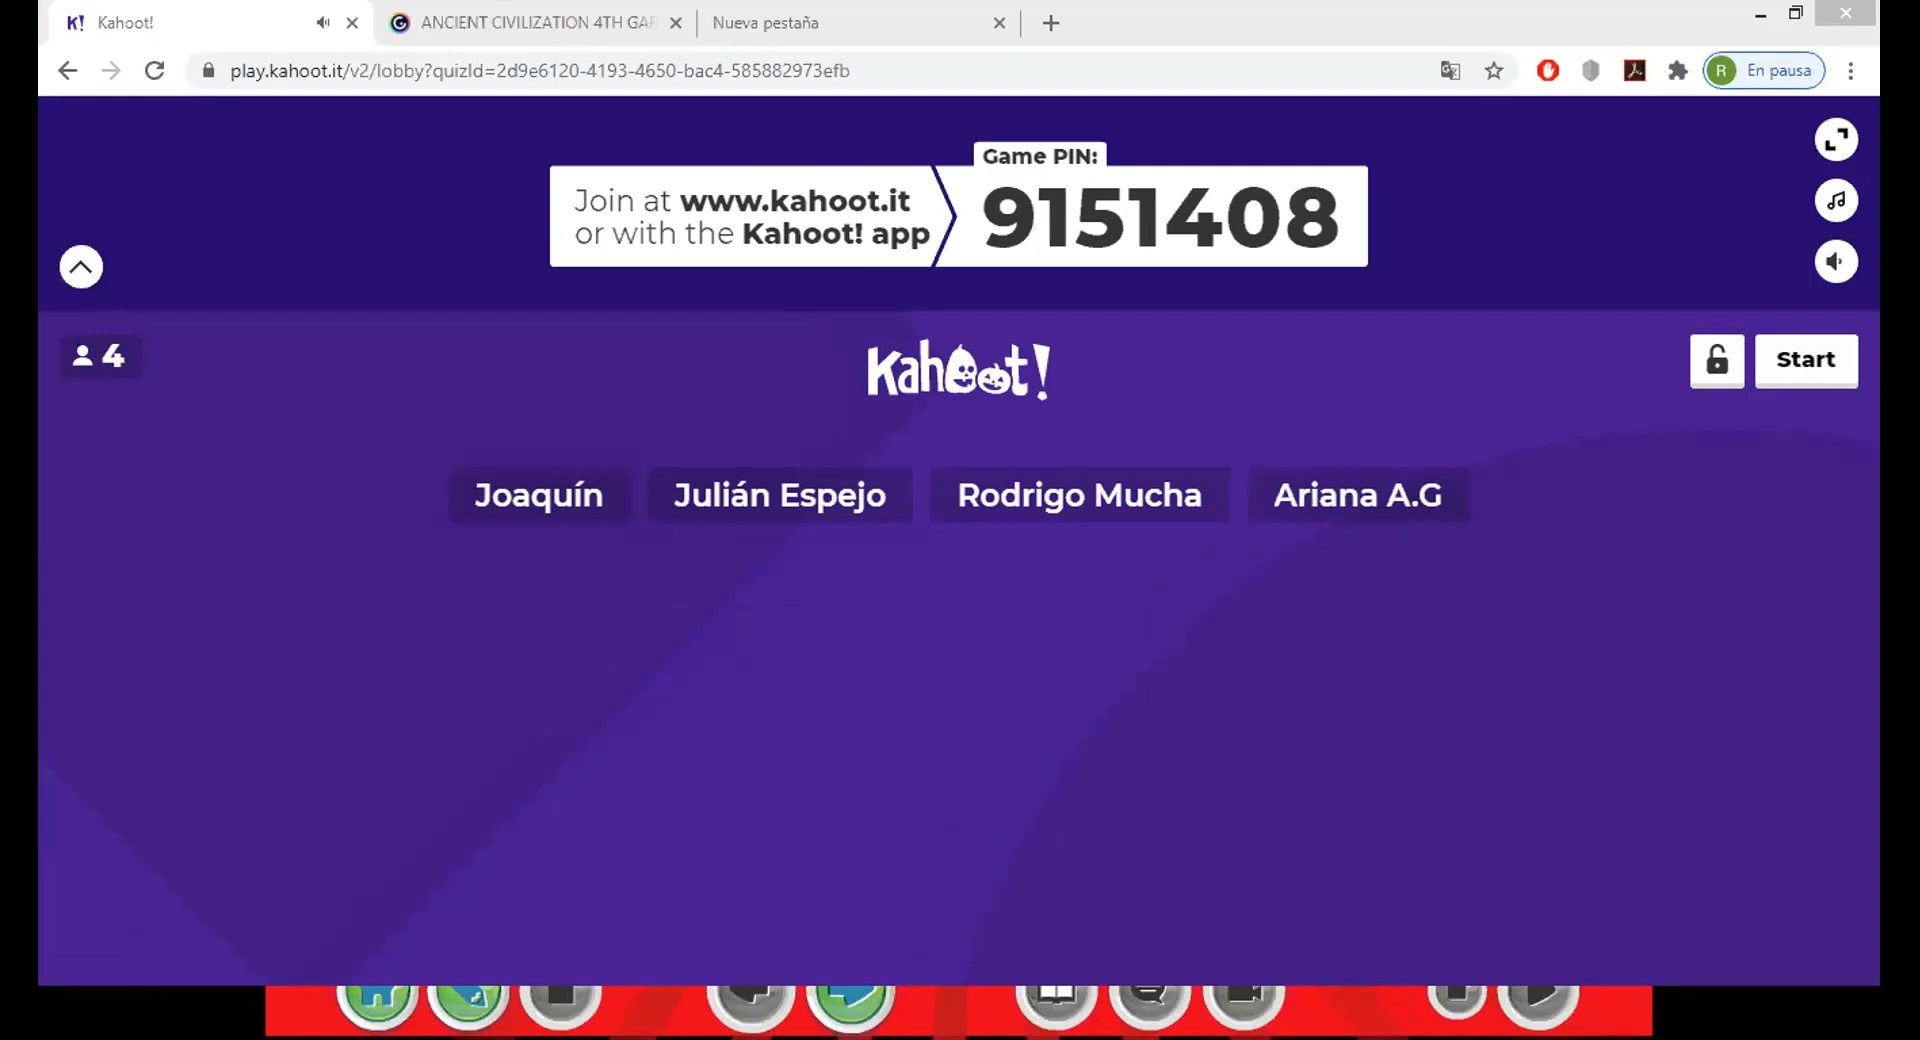 K! Kahoot!
ANCIENT CIVILIZATION 4TH GAR
Nueva pestaña
play.kahoot.it/v2/lobby?quizId=2d9e6120-4193-4650-bac4-585882973efb
R En pausa
Game PIN:
Join at www.kahoot.it
or with the Kahoot! app
9151408
4
Kahoot!
Start
Joaquín
Julián Espejo
Rodrigo Mucha
Ariana A.G